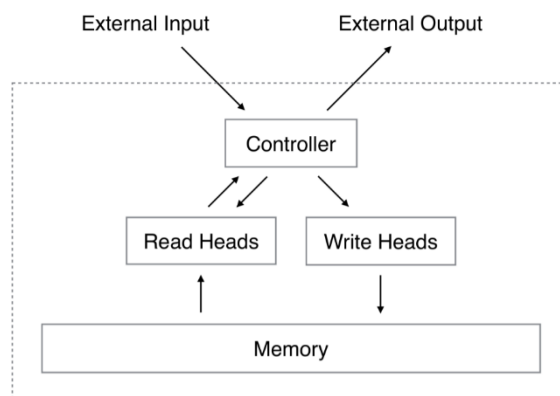 External Input
External Output
Controller
Read Heads
Write Heads
Memory